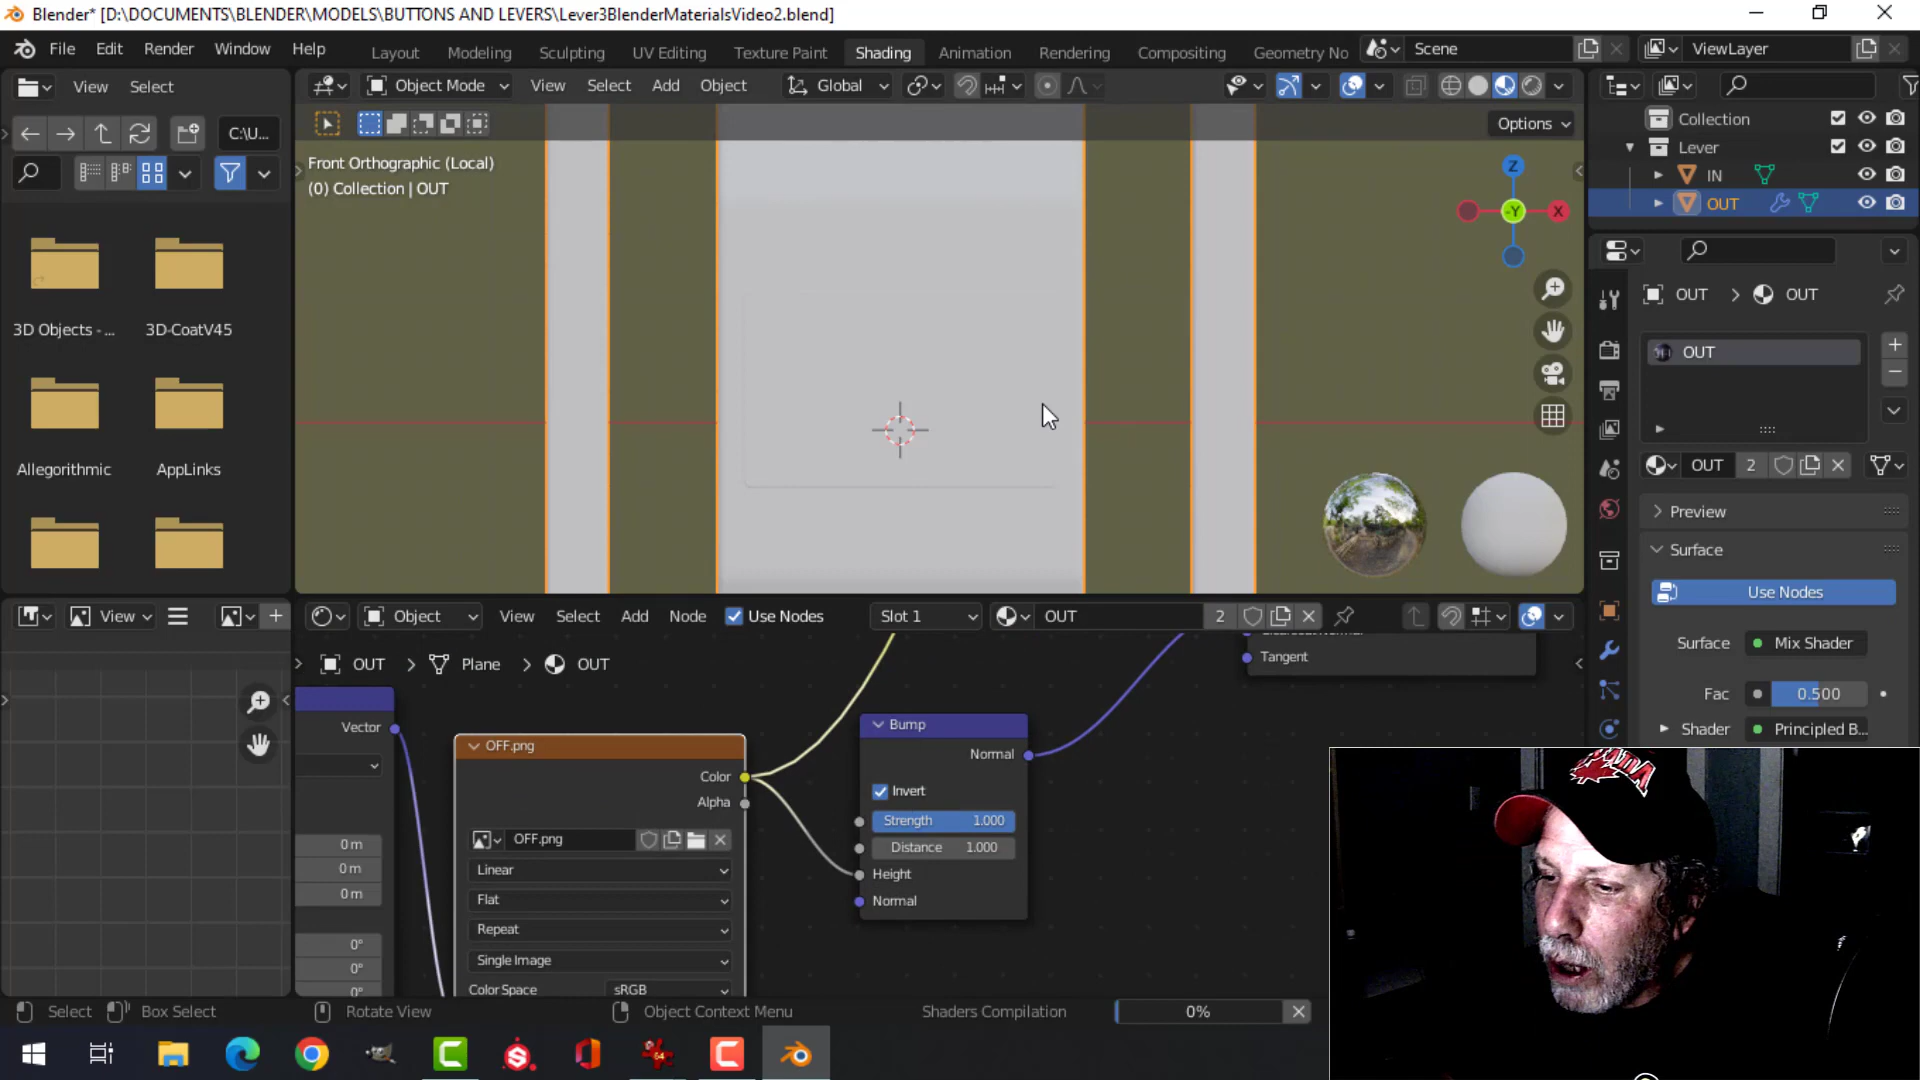 Blender* [D:\DOCUMENTS\BLENDER\MODELS\BUTTONS AND LEVERS\Lever3BlenderMaterialsVideo2.blend]
File Edit Render Window Help
Layout Modeling Sculpting UV Editing Texture Paint Shading Animation Rendering Compositing Geometry No
Scene
ViewLayer
View Select
Object Mode View Select Add Object Global
C:\U...
Options
Front Orthographic (Local)
(0) Collection | OUT
Z
-Y
X
Collection
Lever
IN
OUT
OUT > OUT
OUT
OUT 2
Preview
Surface
Use Nodes
Surface Mix Shader
Fac 0.500
Shader Principled B...
3D Objects - ...
3D-CoatV45
Allegorithmic
AppLinks
View
Object View Select Add Node Use Nodes Slot 1 OUT 2
OUT > Plane > OUT
Tangent
Vector
0 m
0 m
0 m
0°
0°
0°
OFF.png
Color
Alpha
OFF.png
Linear
Flat
Repeat
Single Image
Color Space sRGB
Bump
Normal
Invert
Strength 1.000
Distance 1.000
Height
Normal
Select Box Select Rotate View Object Context Menu Shaders Compilation 0%